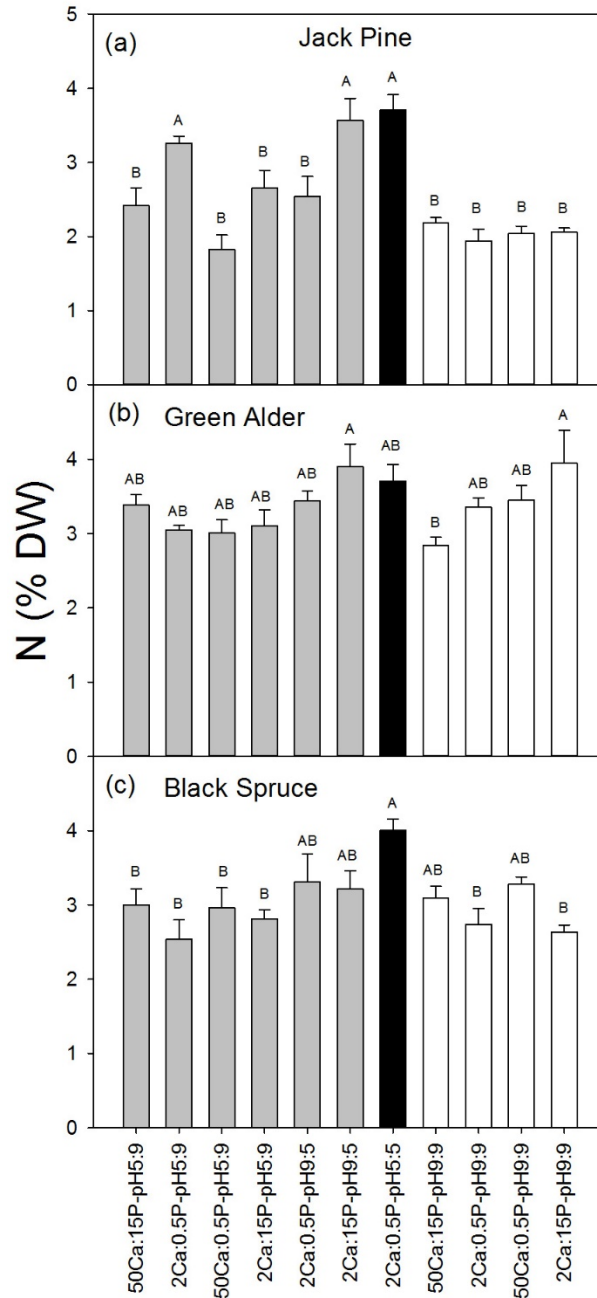 5
(a)
Jack Pine
A
A
A
B
B
B
B
B
B
B
B
4
3
2
1
0
(b) Green Alder
A
A
AB
AB
AB
AB
AB
AB
AB
AB
B
4
3
2
1
0
N (% DW)
(c) Black Spruce
A
AB
AB
AB
AB
B
B
B
B
B
B
4
3
2
1
0
50Ca:15P-pH5:9
2Ca:0.5P-pH5:9
50Ca:0.5P-pH5:9
2Ca:15P-pH5:9
2Ca:0.5P-pH9:5
2Ca:15P-pH9:5
2Ca:0.5P-pH5:5
50Ca:15P-pH9:9
2Ca:0.5P-pH9:9
50Ca:0.5P-pH9:9
2Ca:15P-pH9:9